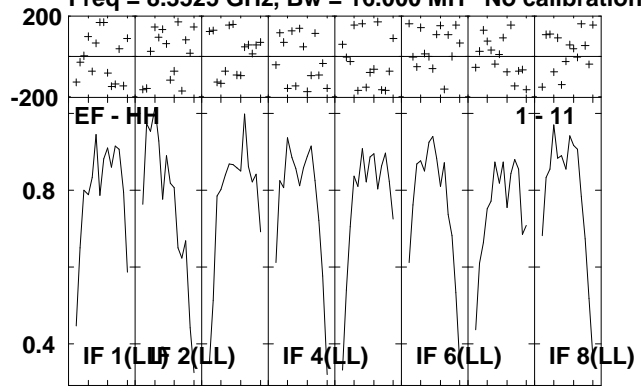 Freq = 8.3525 GHz, Bw = 16.000 MH No calibration
200
-200
EF - HH 1 - 11
0.8
0.4
IF 1(LL) IF 2(LL) IF 4(LL) IF 6(LL) IF 8(LL)